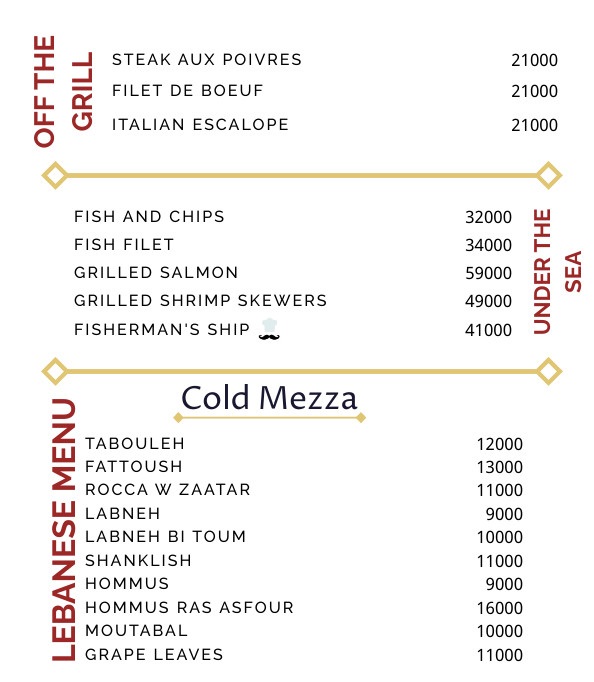 OFF THE
GRILL
STEAK AUX POIVRES 21000
FILET DE BOEUF 21000
ITALIAN ESCALOPE 21000
UNDER THE
SEA
FISH AND CHIPS 32000
FISH FILET 34000
GRILLED SALMON 59000
GRILLED SHRIMP SKEWERS 49000
FISHERMAN'S SHIP 41000
LEBANESE MENU
Cold Mezza
TABOULEH 12000
FATTOUSH 13000
ROCCA W ZAATAR 11000
LABNEH 9000
LABNEH BI TOUM 10000
SHANKLISH 11000
HOMMUS 9000
HOMMUS RAS ASFOUR 16000
MOUTABAL 10000
GRAPE LEAVES 11000